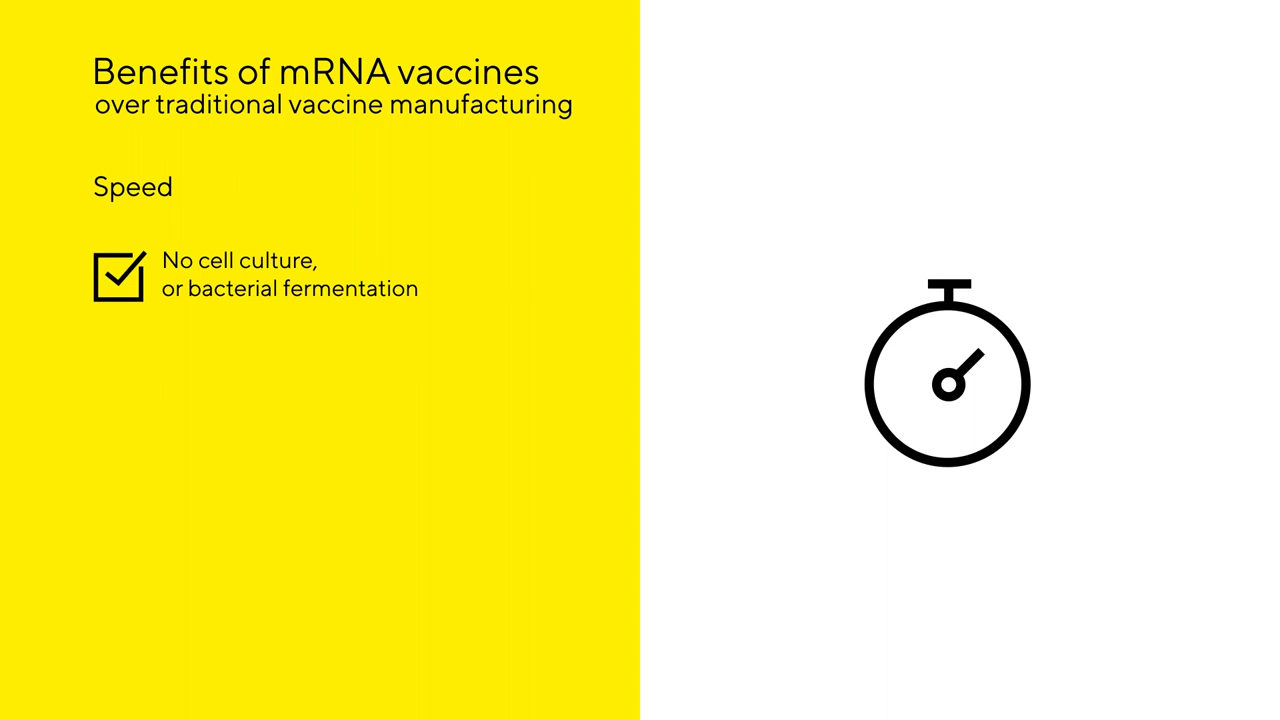 Benefits of mRNA vaccines
over traditional vaccine manufacturing
Speed
No cell culture,
or bacterial fermentation